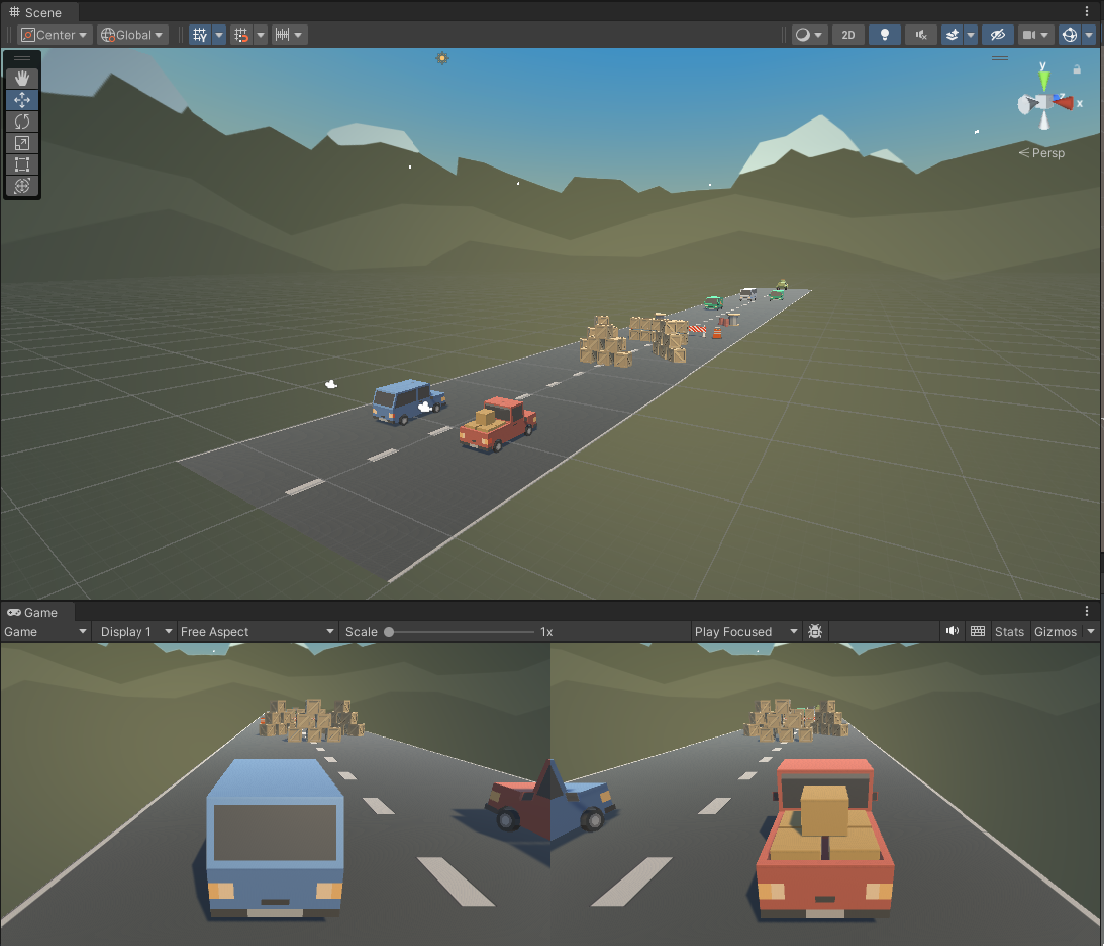 Scene
Center
Global
2D
y
x
Persp
Game
Game
Display 1
Free Aspect
Scale
1x
Play Focused
Stats
Gizmos